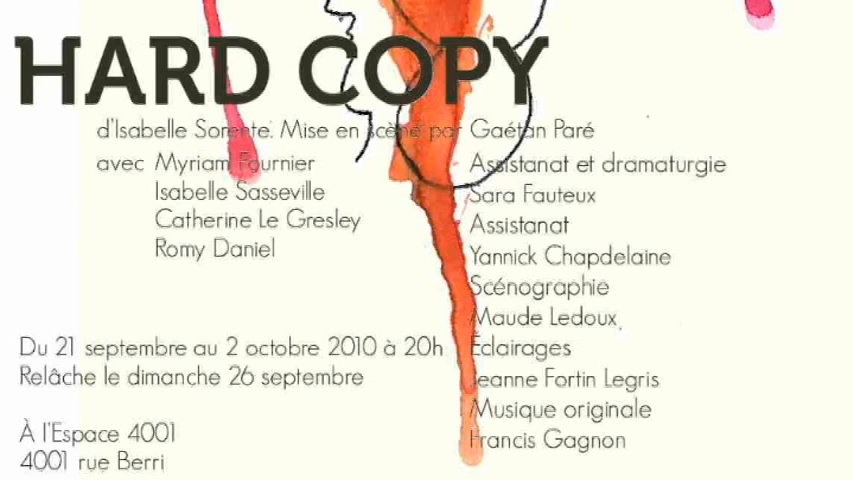 HARD COPY
d'Isabelle Sorente. Mise en scène par Gaétan Paré
avec Myriam Fournier
Isabelle Sasseville
Catherine Le Gresley
Romy Daniel
Assistanat et dramaturgie
Sara Fauteux
Assistanat
Yannick Chapdelaine
Scénographie
Maude Ledoux
Éclairages
Jeanne Fortin Legris
Musique originale
Francis Gagnon
Du 21 septembre au 2 octobre 2010 à 20h
Relâche le dimanche 26 septembre
À l'Espace 4001
4001 rue Berri